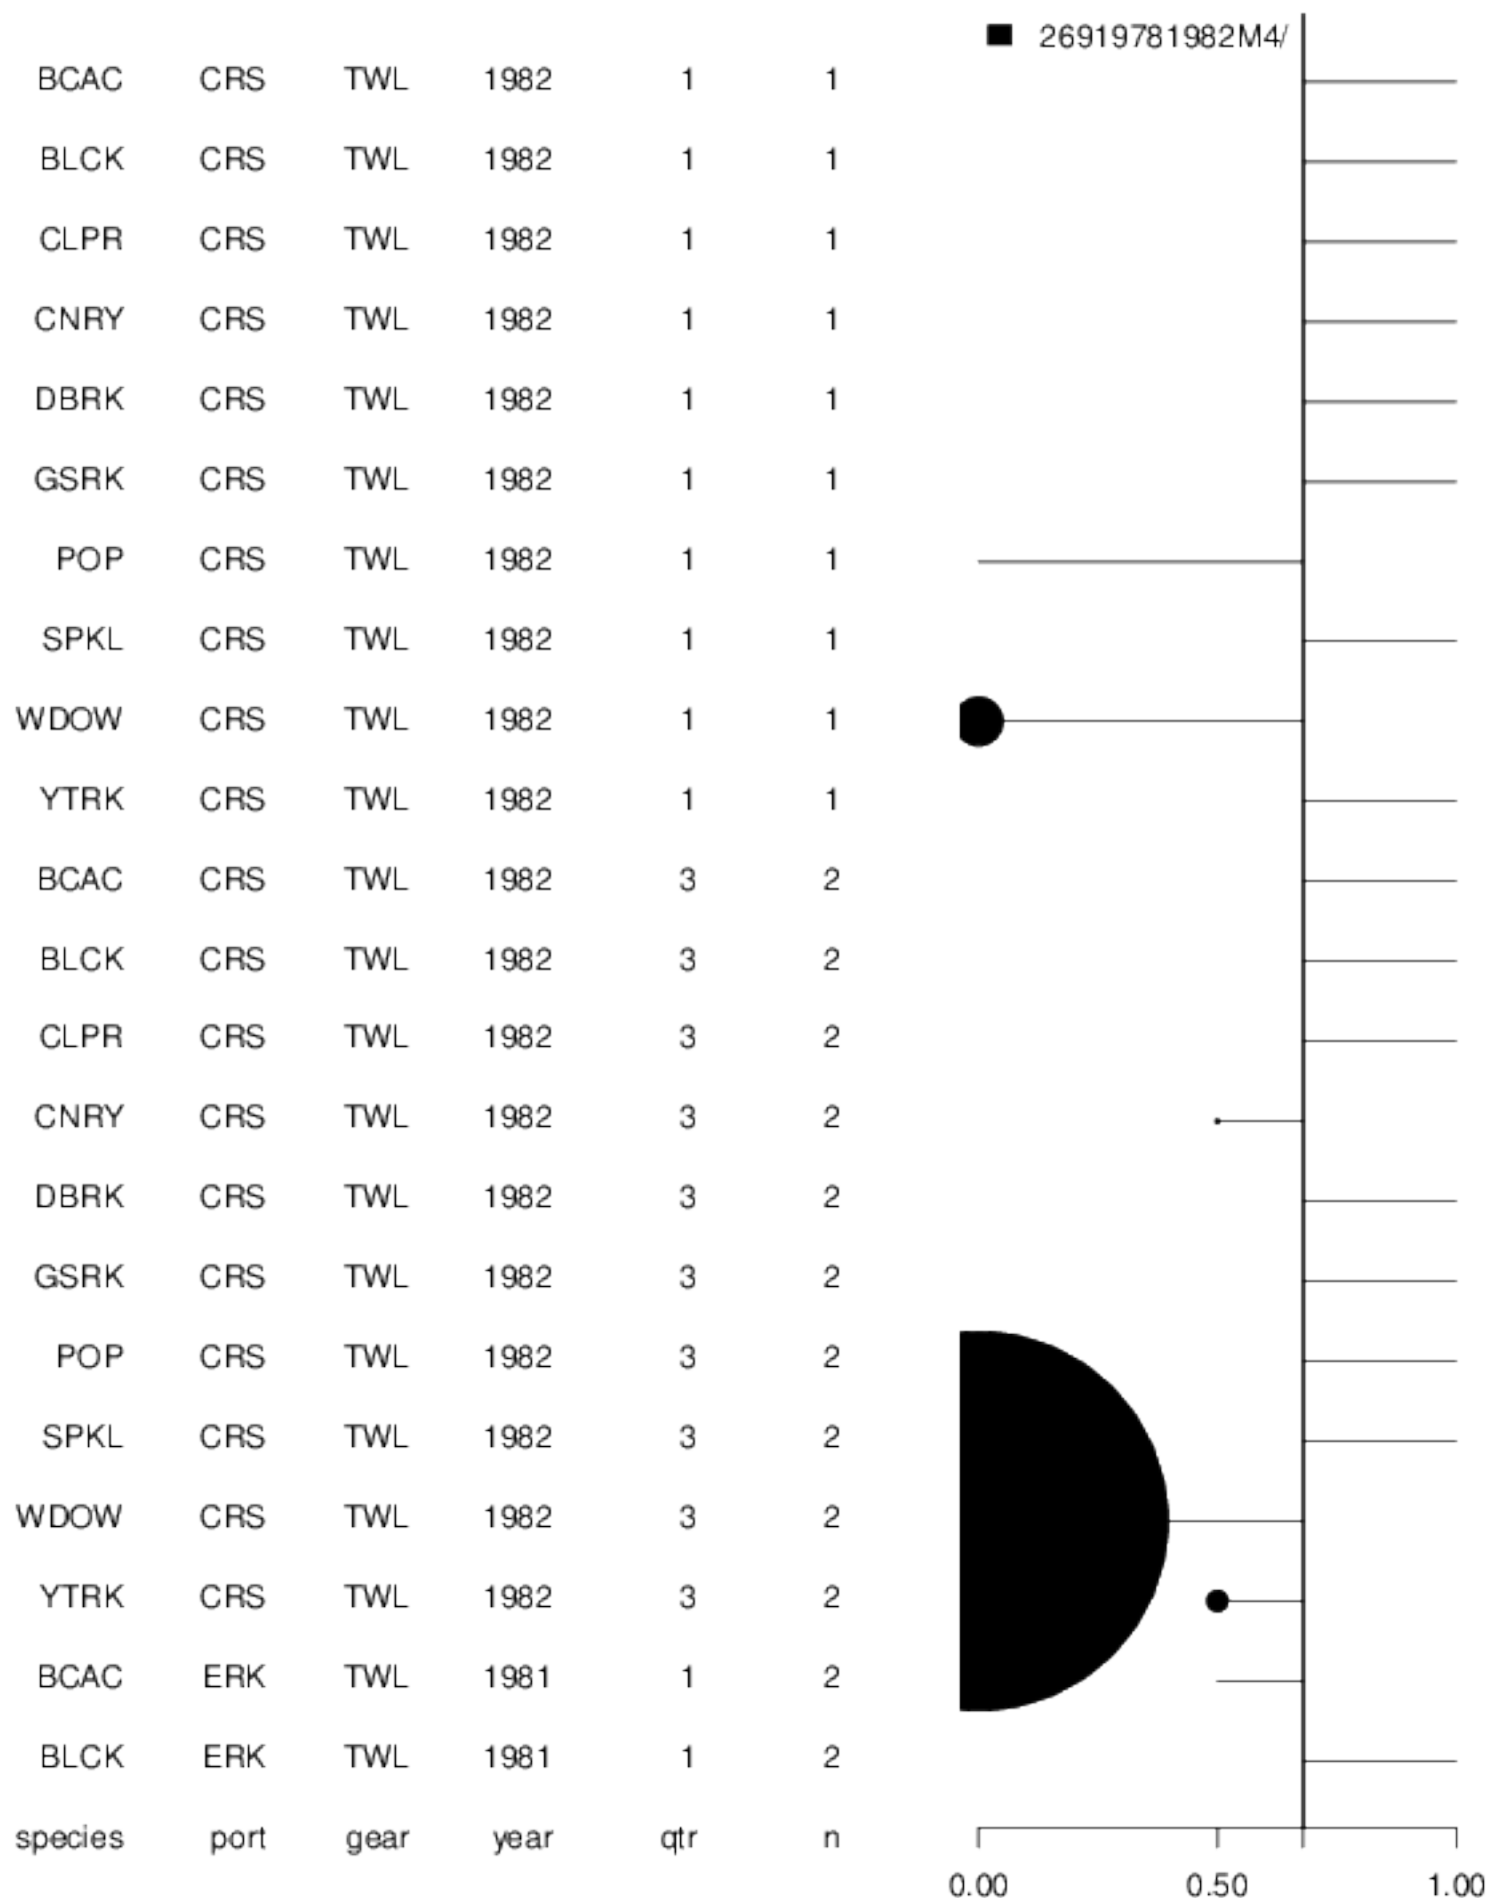 26919781982M4/
BCAC CRS TWL 1982 1 1
BLCK CRS TWL 1982 1 1
CLPR CRS TWL 1982 1 1
CNRY CRS TWL 1982 1 1
DBRK CRS TWL 1982 1 1
GSRK CRS TWL 1982 1 1
POP CRS TWL 1982 1 1
SPKL CRS TWL 1982 1 1
WDOW CRS TWL 1982 1 1
YTRK CRS TWL 1982 1 1
BCAC CRS TWL 1982 3 2
BLCK CRS TWL 1982 3 2
CLPR CRS TWL 1982 3 2
CNRY CRS TWL 1982 3 2
DBRK CRS TWL 1982 3 2
GSRK CRS TWL 1982 3 2
POP CRS TWL 1982 3 2
SPKL CRS TWL 1982 3 2
WDOW CRS TWL 1982 3 2
YTRK CRS TWL 1982 3 2
BCAC ERK TWL 1981 1 2
BLCK ERK TWL 1981 1 2
species port gear year qtr n
0.00 0.50 1.00